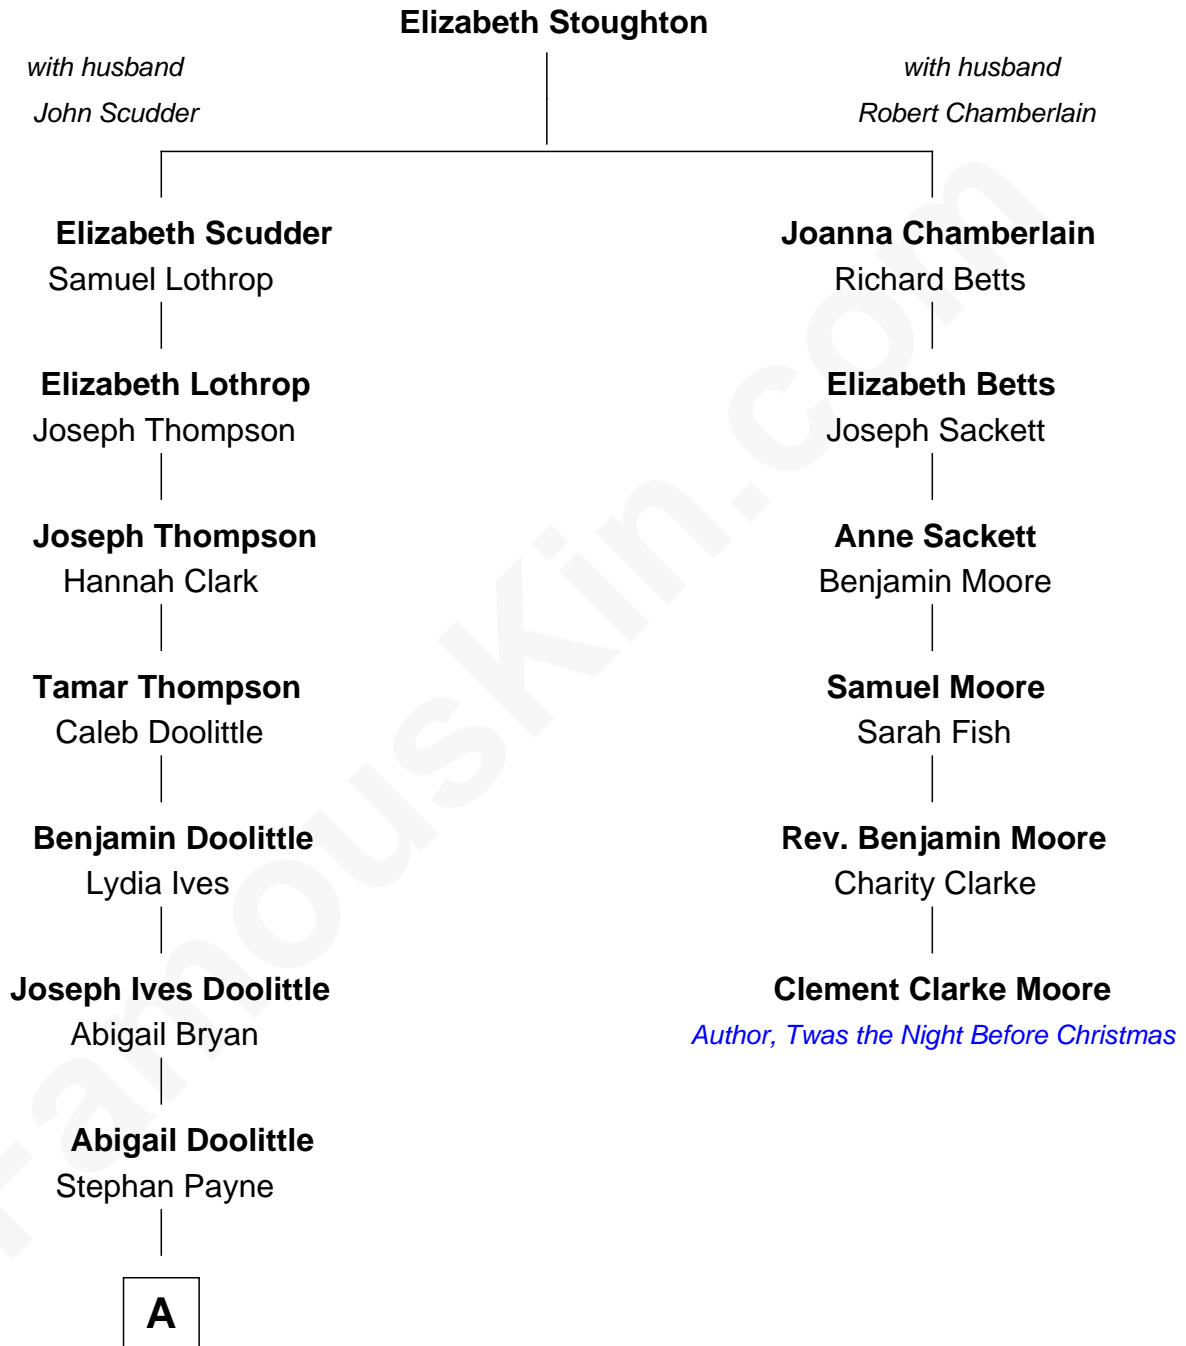 Elizabeth Stoughton
with husband
John Scudder
with husband
Robert Chamberlain
Elizabeth Scudder
Samuel Lothrop
Joanna Chamberlain
Richard Betts
Elizabeth Lothrop
Joseph Thompson
Elizabeth Betts
Joseph Sackett
Joseph Thompson
Hannah Clark
Anne Sackett
Benjamin Moore
Tamar Thompson
Caleb Doolittle
Samuel Moore
Sarah Fish
Benjamin Doolittle
Lydia Ives
Rev. Benjamin Moore
Charity Clarke
Joseph Ives Doolittle
Abigail Bryan
Clement Clarke Moore
Author, Twas the Night Before Christmas
Abigail Doolittle
Stephan Payne
A
FamousKin.com